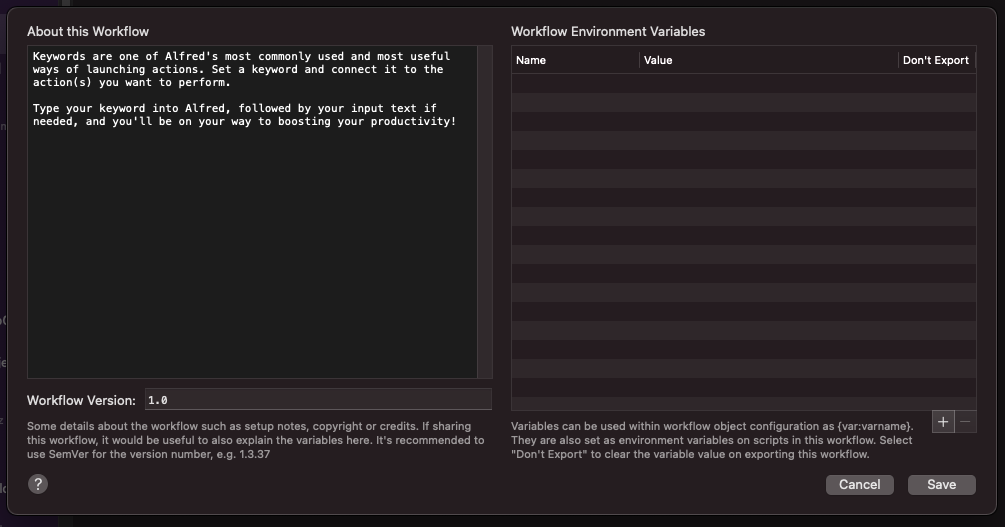 About this Workflow
Keywords are one of Alfred's most commonly used and most useful
ways of launching actions. Set a keyword and connect it to the
action(s) you want to perform.
Type your keyword into Alfred, followed by your input text if
needed, and you'll be on your way to boosting your productivity!
Workflow Version: 1.0
Some details about the workflow such as setup notes, copyright or credits. If sharing
this workflow, it would be useful to also explain the variables here. It's recommended to
use SemVer for the version number, e.g. 1.3.37
?
Workflow Environment Variables
Name Value Don't Export
+ −
Variables can be used within workflow object configuration as {var:varname}.
They are also set as environment variables on scripts in this workflow. Select
"Don't Export" to clear the variable value on exporting this workflow.
Cancel Save